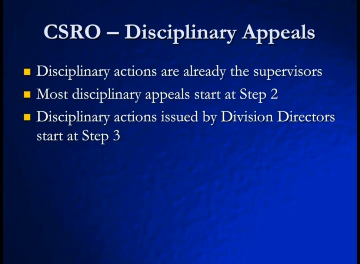 CSRO – Disciplinary Appeals
Disciplinary actions are already the supervisors
Most disciplinary appeals start at Step 2
Disciplinary actions issued by Division Directors
start at Step 3